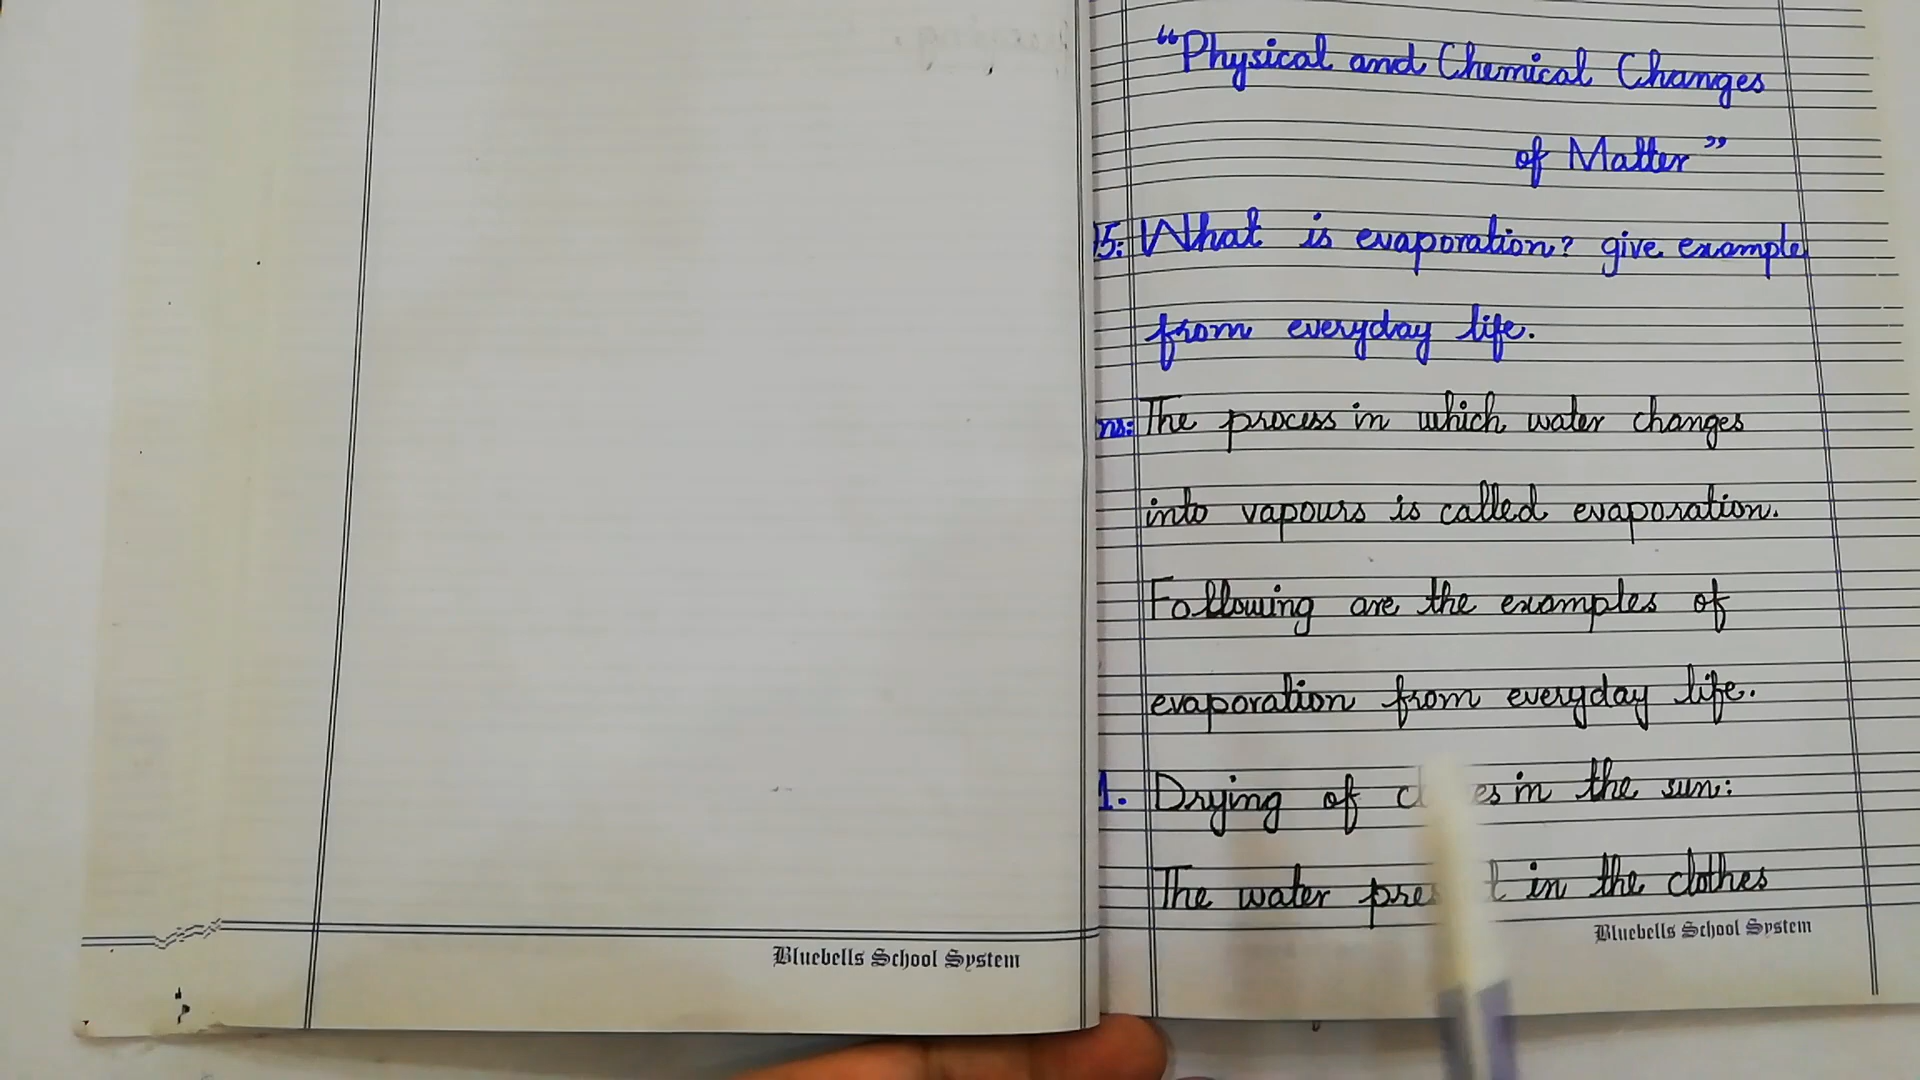 “Physical and Chemical Changes
of Matter”
5: What is evaporation? give example
from everyday life.
ns: The process in which water changes
into vapours is called evaporation.
Following are the examples of
evaporation from everyday life.
1. Drying of in the sun:
The water in the clothes
Bluebells School System
Bluebells School System